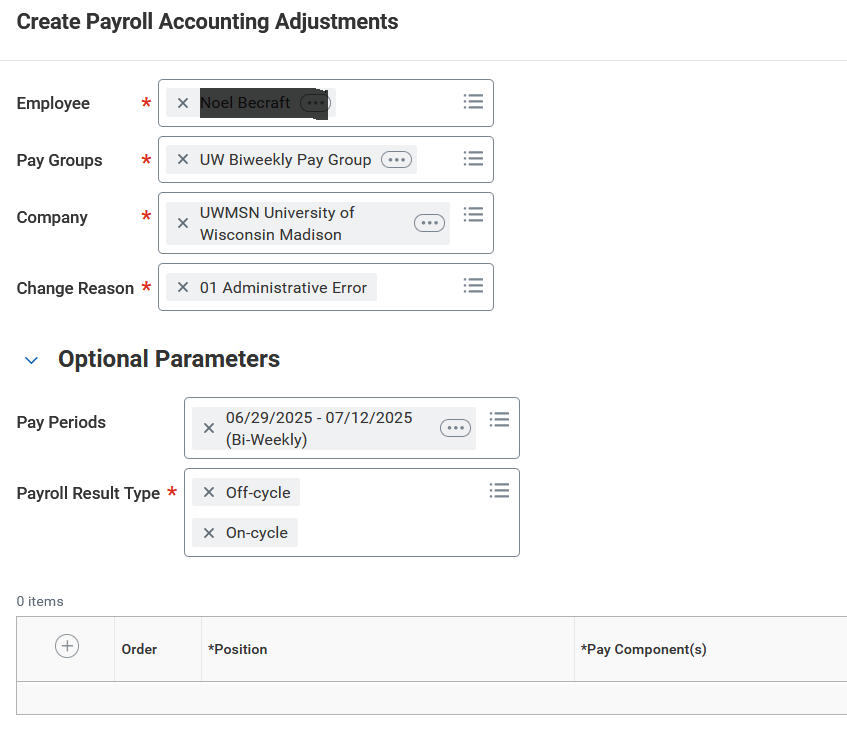 Create Payroll Accounting Adjustments
Employee *
Pay Groups * UW Biweekly Pay Group
Company * UWMSN University of
Wisconsin Madison
Change Reason * 01 Administrative Error
Optional Parameters
Pay Periods 06/29/2025 - 07/12/2025
(Bi-Weekly)
Payroll Result Type * Off-cycle
On-cycle
0 items
Order *Position *Pay Component(s)